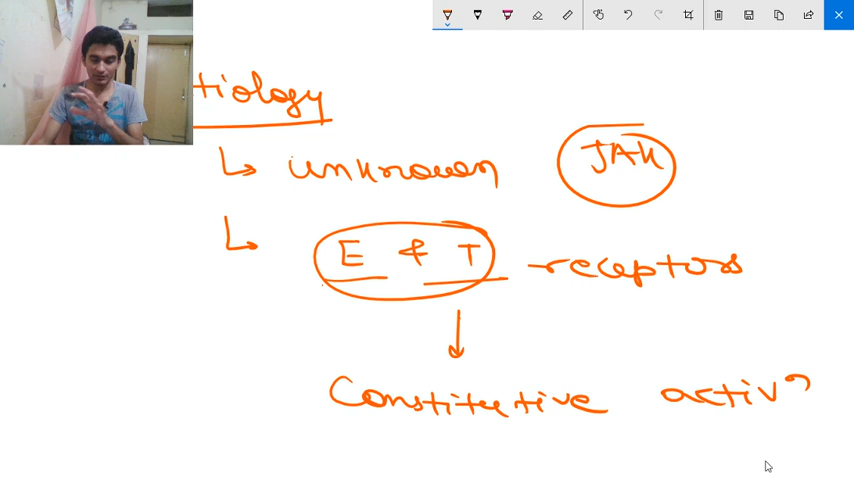 tiology
↳ unknown JAK
↳ E & T receptors
↓
Constitutive activ?